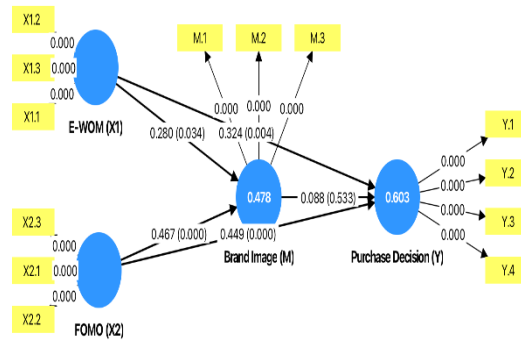 X1.2
0.000
X1.3
0.000
0.000
X1.1
E-WOM (X1)
M.1
M.2
M.3
0.000
0.000
0.000
0.280 (0.034)
0.324 (0.004)
0.478
0.088 (0.533)
0.603
0.467 (0.000)
0.449 (0.000)
Brand Image (M)
Purchase Decision (Y)
Y.1
0.000
Y.2
0.000
0.000
Y.3
0.000
Y.4
X2.3
0.000
X2.1
0.000
0.000
X2.2
FOMO (X2)